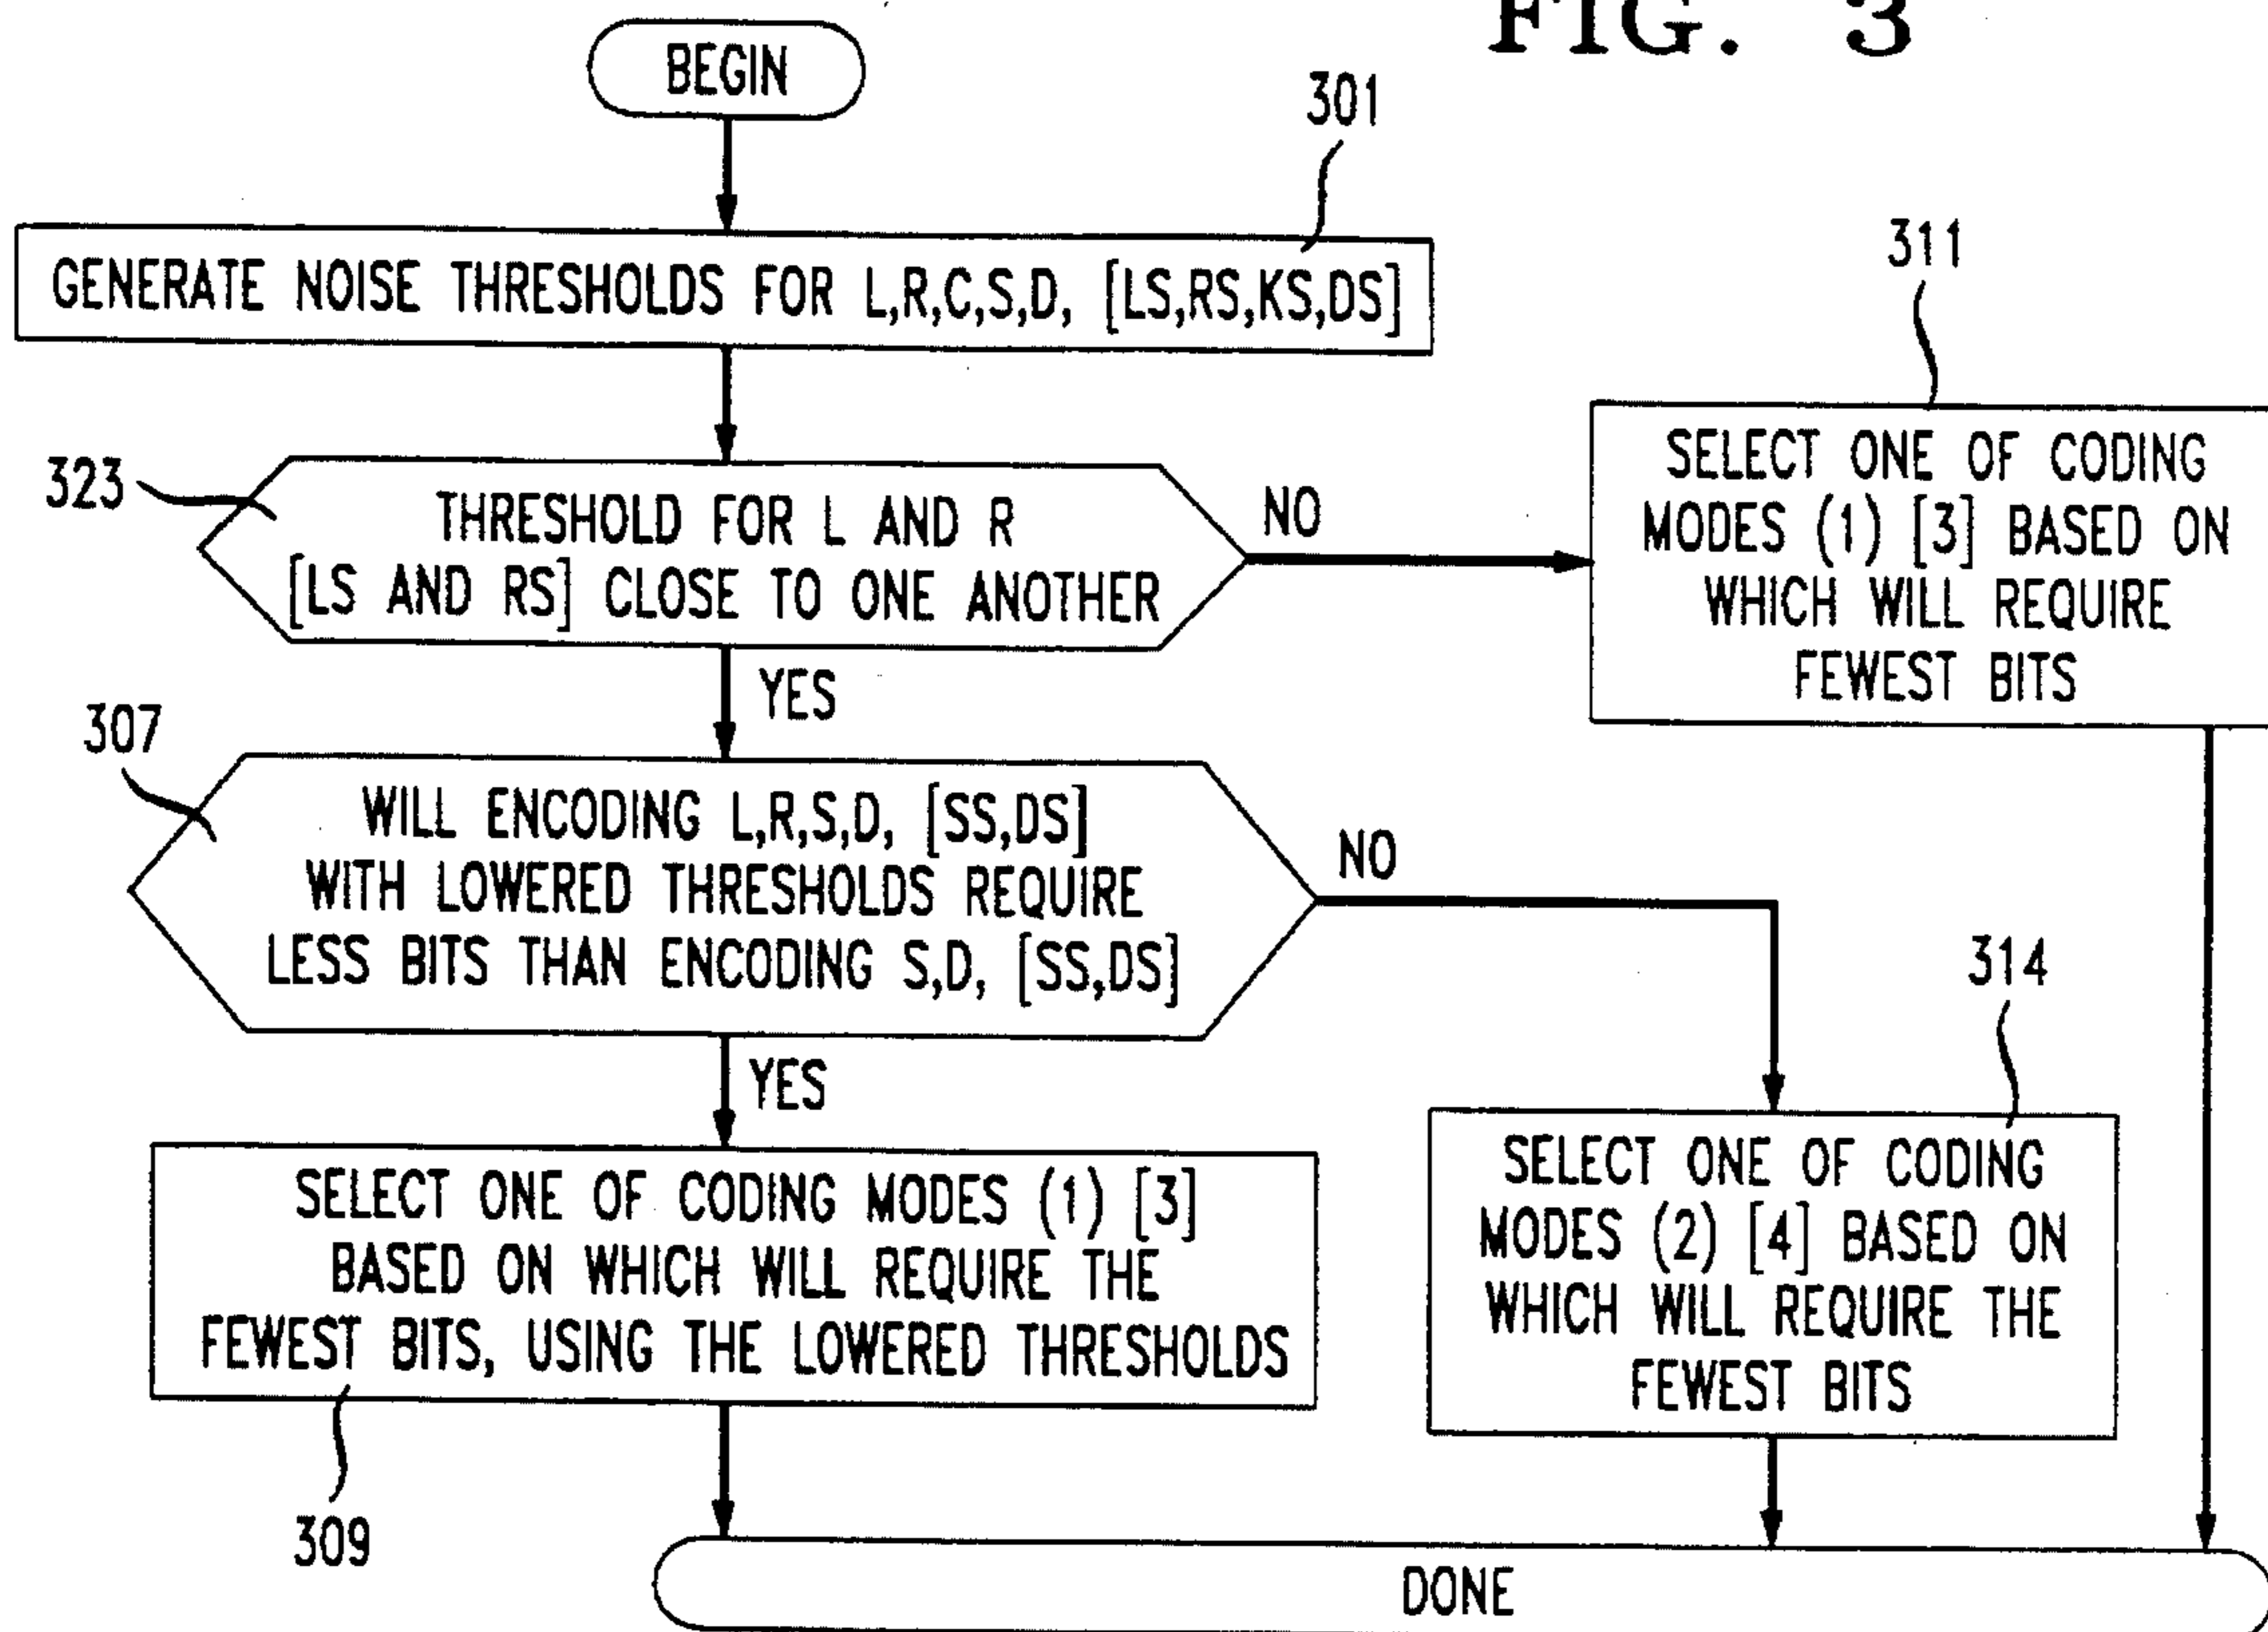 FIG. 3
BEGIN
301
GENERATE NOISE THRESHOLDS FOR L,R,C,S,D, [LS,RS,KS,DS]
311
323
THRESHOLD FOR L AND R
[LS AND RS] CLOSE TO ONE ANOTHER
NO
SELECT ONE OF CODING
MODES (1) [3] BASED ON
WHICH WILL REQUIRE
FEWEST BITS
YES
307
WILL ENCODING L,R,S,D, [SS,DS]
WITH LOWERED THRESHOLDS REQUIRE
LESS BITS THAN ENCODING S,D, [SS,DS]
NO
314
YES
SELECT ONE OF CODING MODES (1) [3]
BASED ON WHICH WILL REQUIRE THE
FEWEST BITS, USING THE LOWERED THRESHOLDS
309
SELECT ONE OF CODING
MODES (2) [4] BASED ON
WHICH WILL REQUIRE THE
FEWEST BITS
DONE